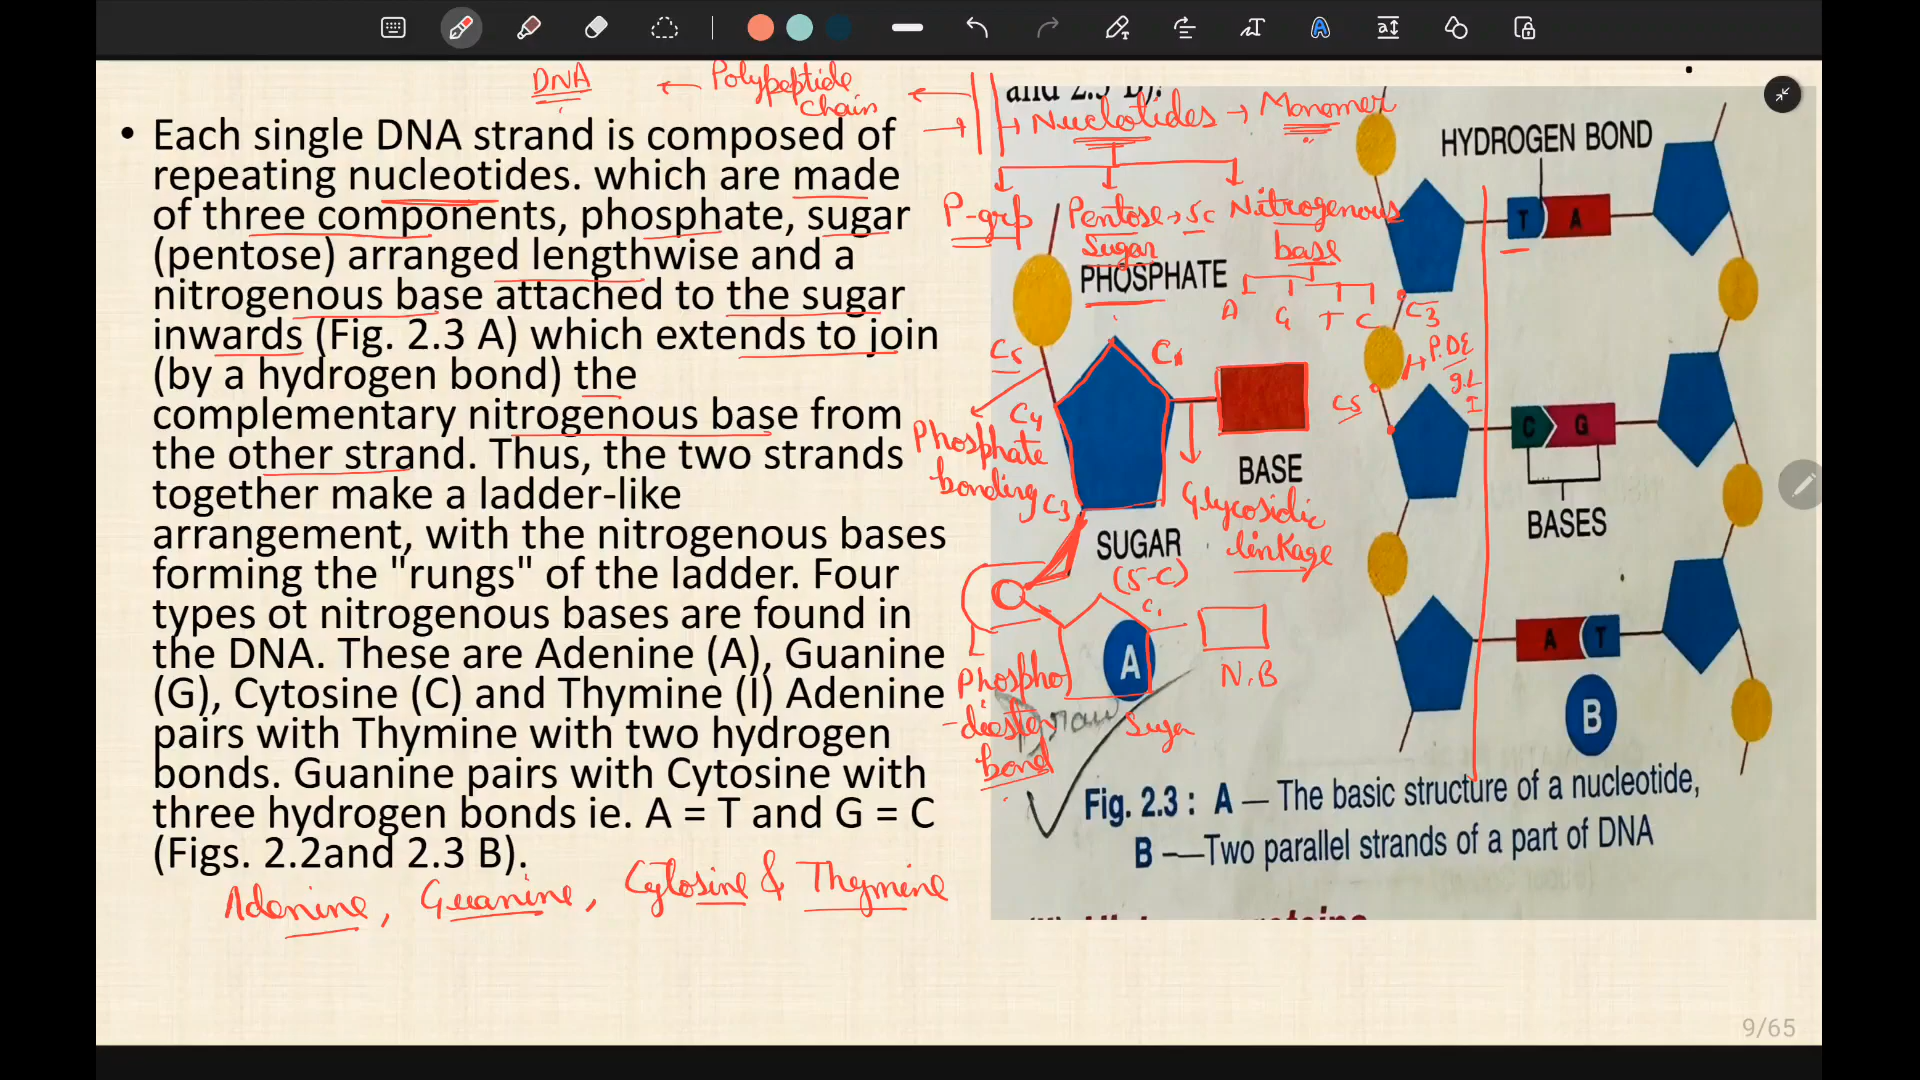 DNA ← Polypeptide chain ←
• Each single DNA strand is composed of
repeating nucleotides. which are made
of three components, phosphate, sugar
(pentose) arranged lengthwise and a
nitrogenous base attached to the sugar
inwards (Fig. 2.3 A) which extends to join
(by a hydrogen bond) the
complementary nitrogenous base from
the other strand. Thus, the two strands
together make a ladder-like
arrangement, with the nitrogenous bases
forming the "rungs" of the ladder. Four
types ot nitrogenous bases are found in
the DNA. These are Adenine (A), Guanine
(G), Cytosine (C) and Thymine (I) Adenine
pairs with Thymine with two hydrogen
bonds. Guanine pairs with Cytosine with
three hydrogen bonds ie. A = T and G = C
(Figs. 2.2and 2.3 B).
Adenine, Guanine, Cytosine & Thymine
and 2.3 B).
→ Nuclotides → Monomer
P-grp
Pentose → 5c
Sugar
Nitrogenous
base
A G T C
PHOSPHATE
C5
C1
C4
C3
Phosphate
bonding
BASE
Glycosidic
linkage
SUGAR
(5-C)
C1
A
N.B
Sugar
Phospho
-diester
bond
Draw
HYDROGEN BOND
T A
C3
P.DE
C5
C G
BASES
A T
B
Fig. 2.3 : A — The basic structure of a nucleotide,
B — Two parallel strands of a part of DNA
9/65